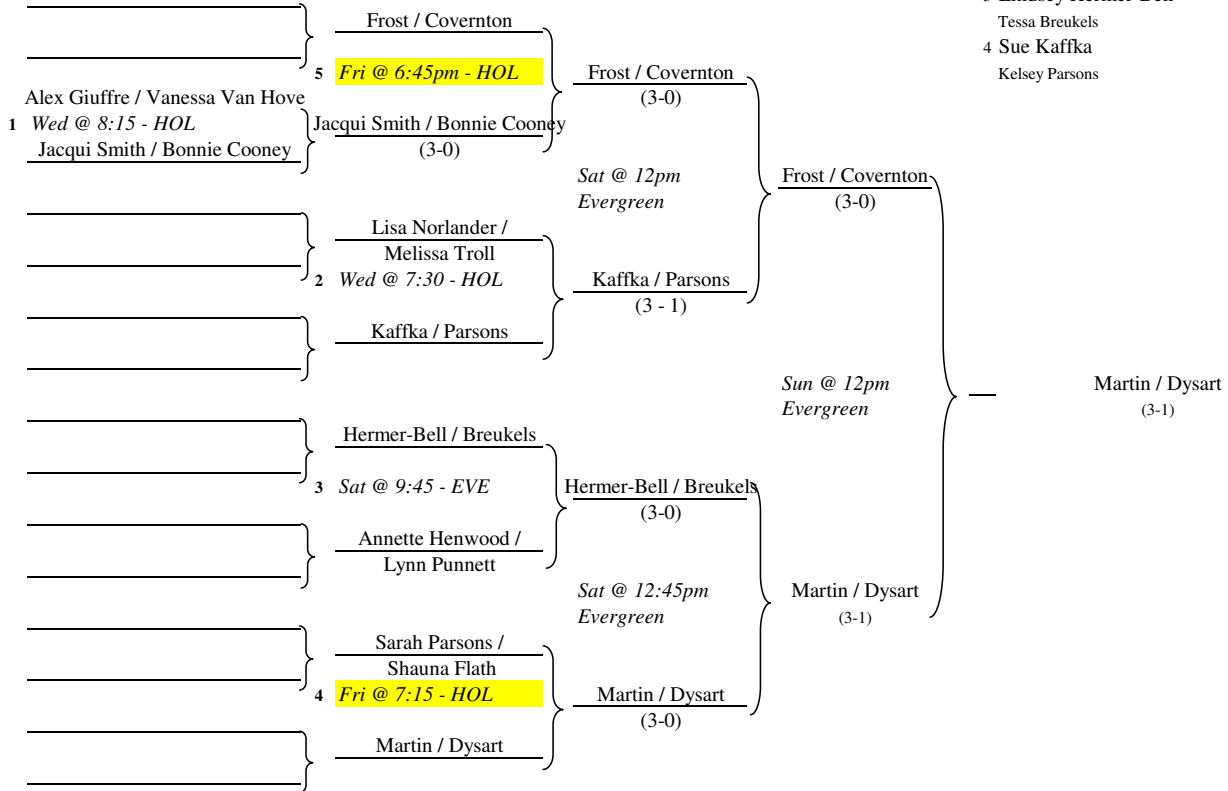 Tessa Breukels
4 Sue Kaffka
Kelsey Parsons
Frost / Covernton
5 Fri @ 6:45pm - HOL
Frost / Covernton
(3-0)
Alex Giuffre / Vanessa Van Hove
1 Wed @ 8:15 - HOL
Jacqui Smith / Bonnie Cooney
Jacqui Smith / Bonnie Cooney
(3-0)
Sat @ 12pm
Evergreen
Frost / Covernton
(3-0)
Lisa Norlander /
Melissa Troll
2 Wed @ 7:30 - HOL
Kaffka / Parsons
(3 - 1)
Kaffka / Parsons
Sun @ 12pm
Evergreen
Martin / Dysart
(3-1)
Hermer-Bell / Breukels
3 Sat @ 9:45 - EVE
Hermer-Bell / Breukels
(3-0)
Annette Henwood /
Lynn Punnett
Sat @ 12:45pm
Evergreen
Martin / Dysart
(3-1)
Sarah Parsons /
Shauna Flath
4 Fri @ 7:15 - HOL
Martin / Dysart
(3-0)
Martin / Dysart